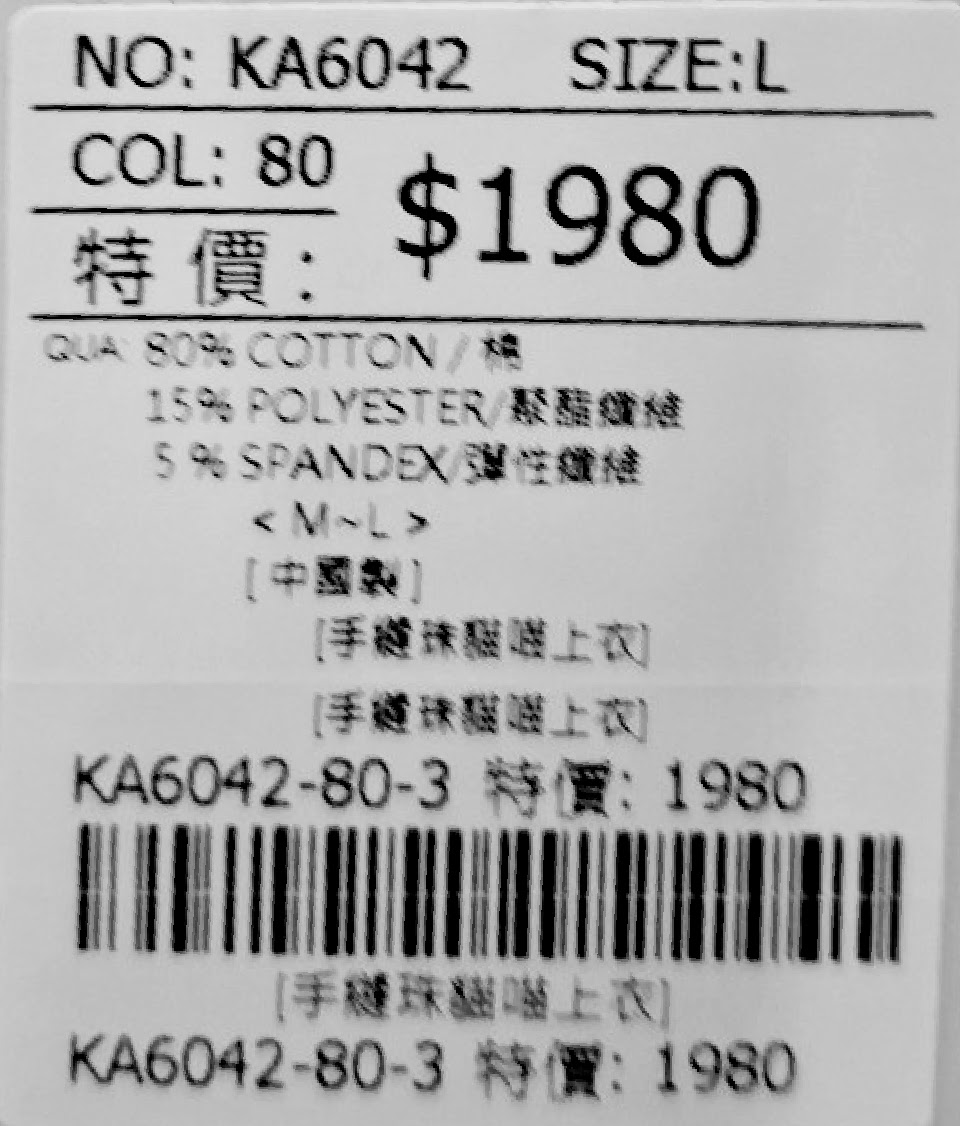 NO: KA6042 SIZE:L
COL: 80
$1980
特價:
QUA: 80% COTTON / 棉
15% POLYESTER/聚酯纖維
5 % SPANDEX/彈性纖維
< M~L >
[ 中國製 ]
[手縫珠貓喵上衣]
[手縫珠貓喵上衣]
KA6042-80-3 特價: 1980
[手縫珠貓喵上衣]
KA6042-80-3 特價: 1980